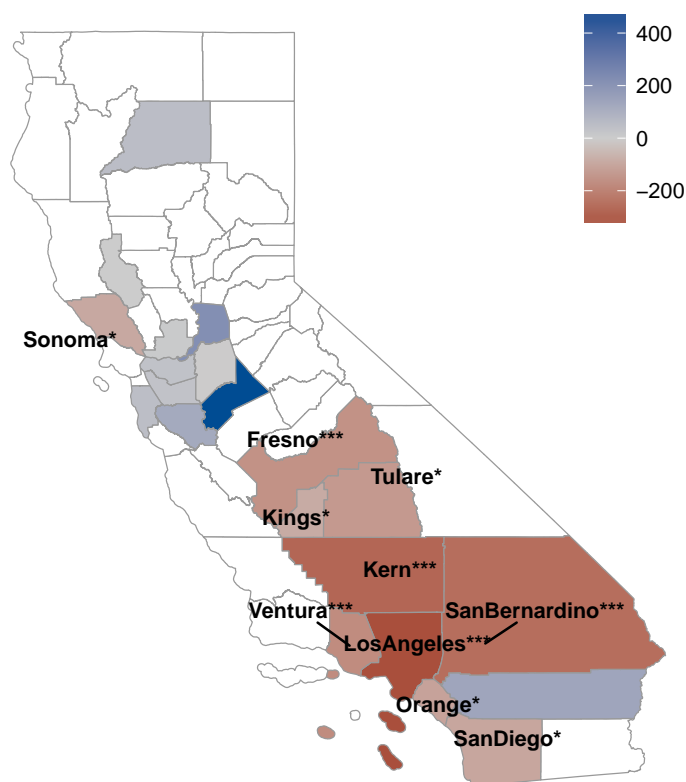 400
200
0
−200
Sonoma*
Fresno***
Tulare*
Kings*
Kern***
Ventura***
SanBernardino***
LosAngeles***
Orange*
SanDiego*